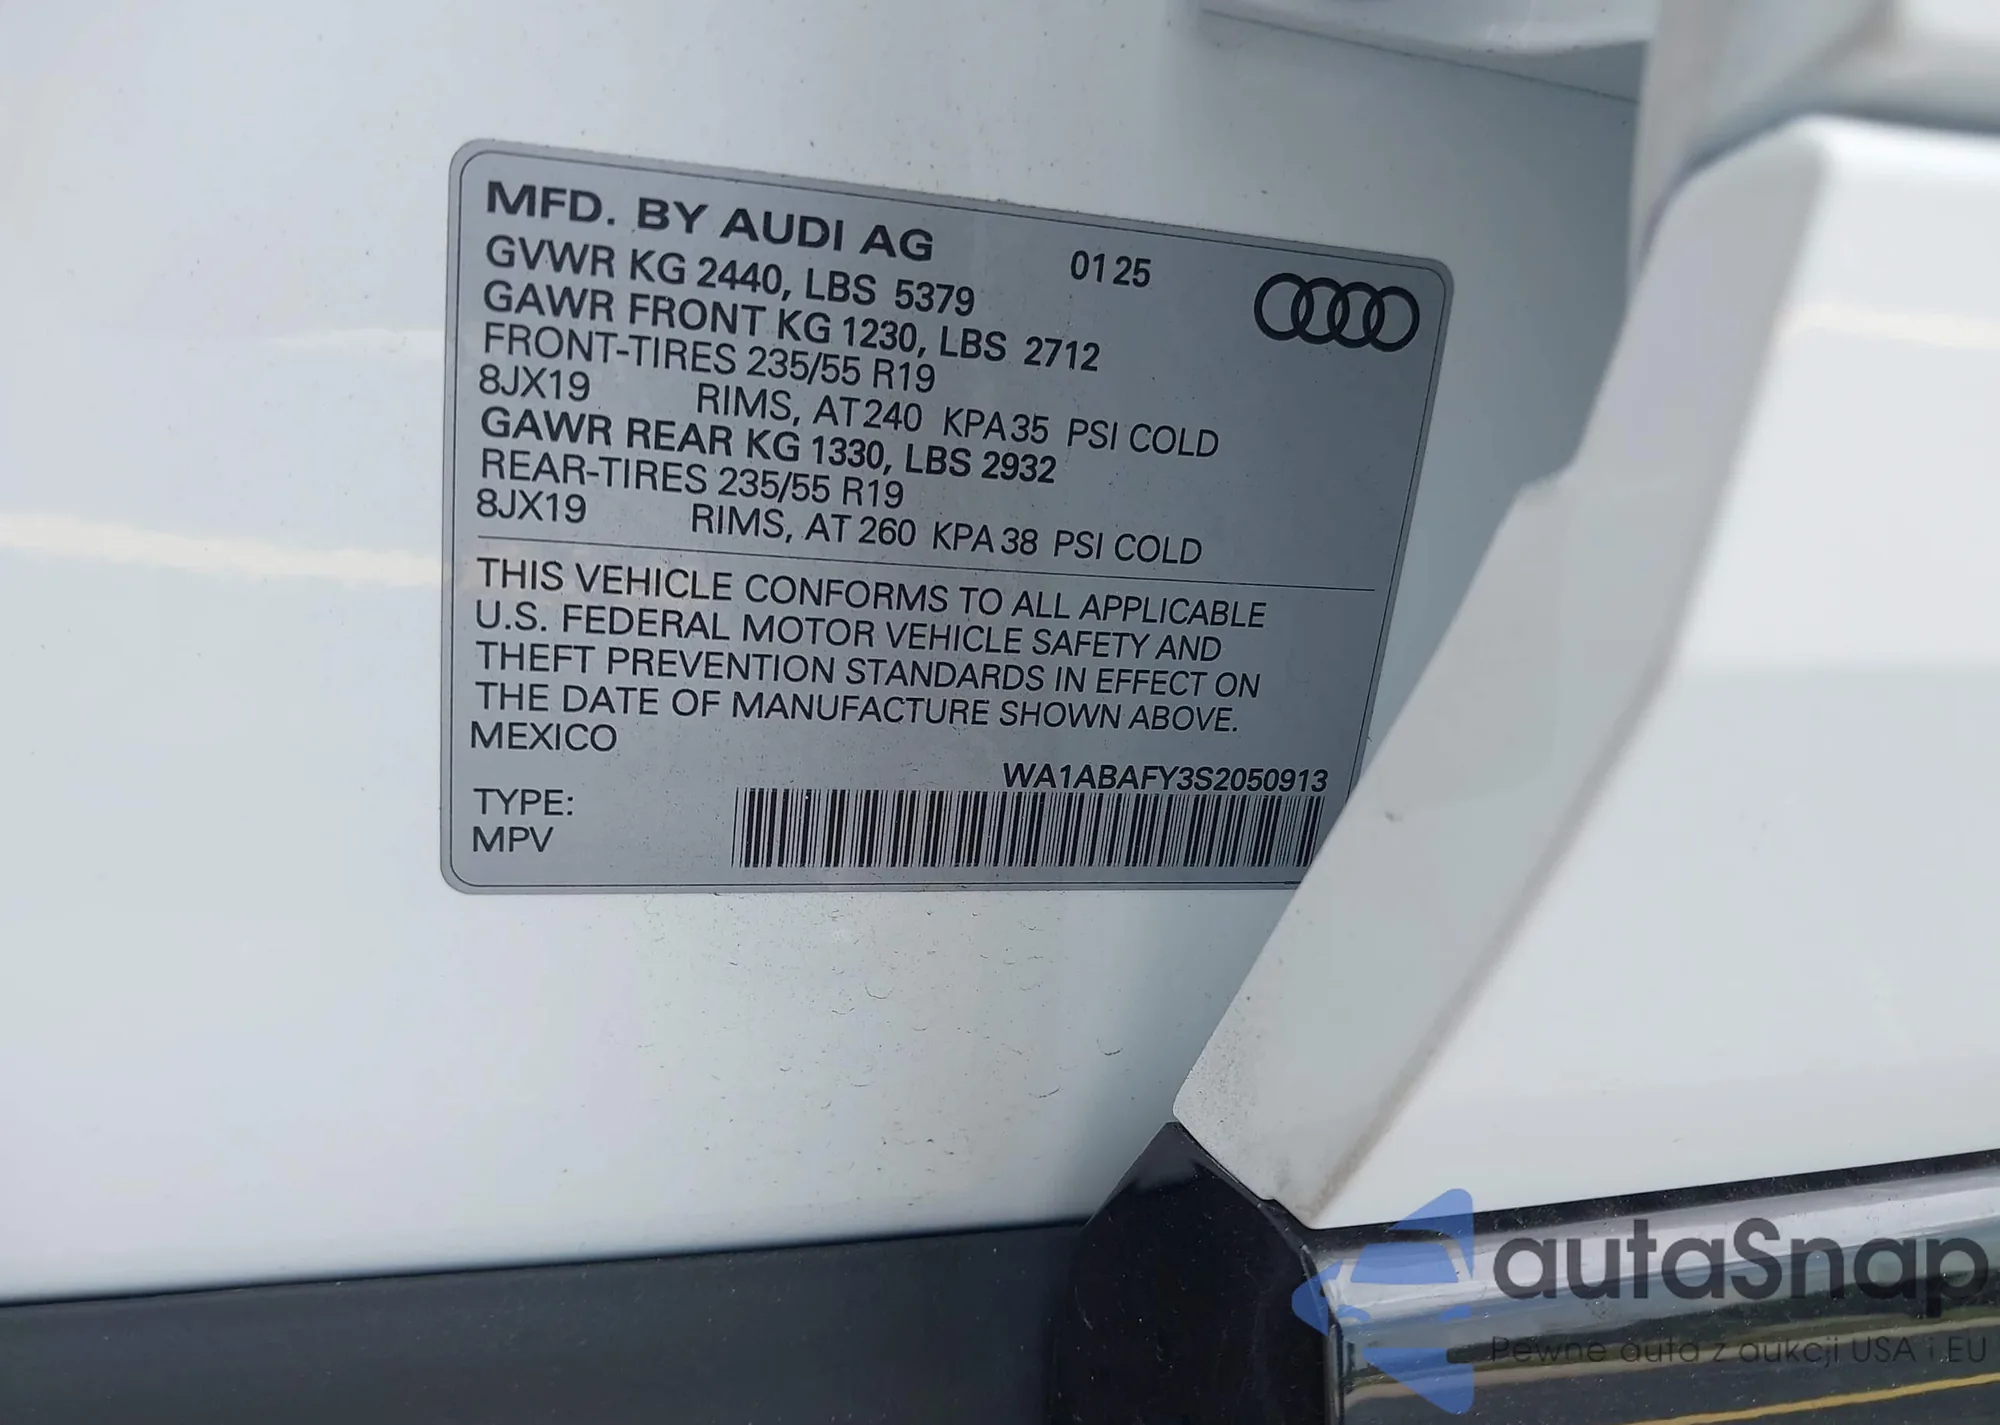 MFD. BY AUDI AG 01 25
GVWR KG 2440, LBS 5379
GAWR FRONT KG 1230, LBS 2712
FRONT-TIRES 235/55 R19
8JX19 RIMS, AT 240 KPA 35 PSI COLD
GAWR REAR KG 1330, LBS 2932
REAR-TIRES 235/55 R19
8JX19 RIMS, AT 260 KPA 38 PSI COLD
THIS VEHICLE CONFORMS TO ALL APPLICABLE
U.S. FEDERAL MOTOR VEHICLE SAFETY AND
THEFT PREVENTION STANDARDS IN EFFECT ON
THE DATE OF MANUFACTURE SHOWN ABOVE.
MEXICO
WA1ABAFY3S2050913
TYPE:
MPV
autaSnap
Pewne auta z aukcji USA i EU